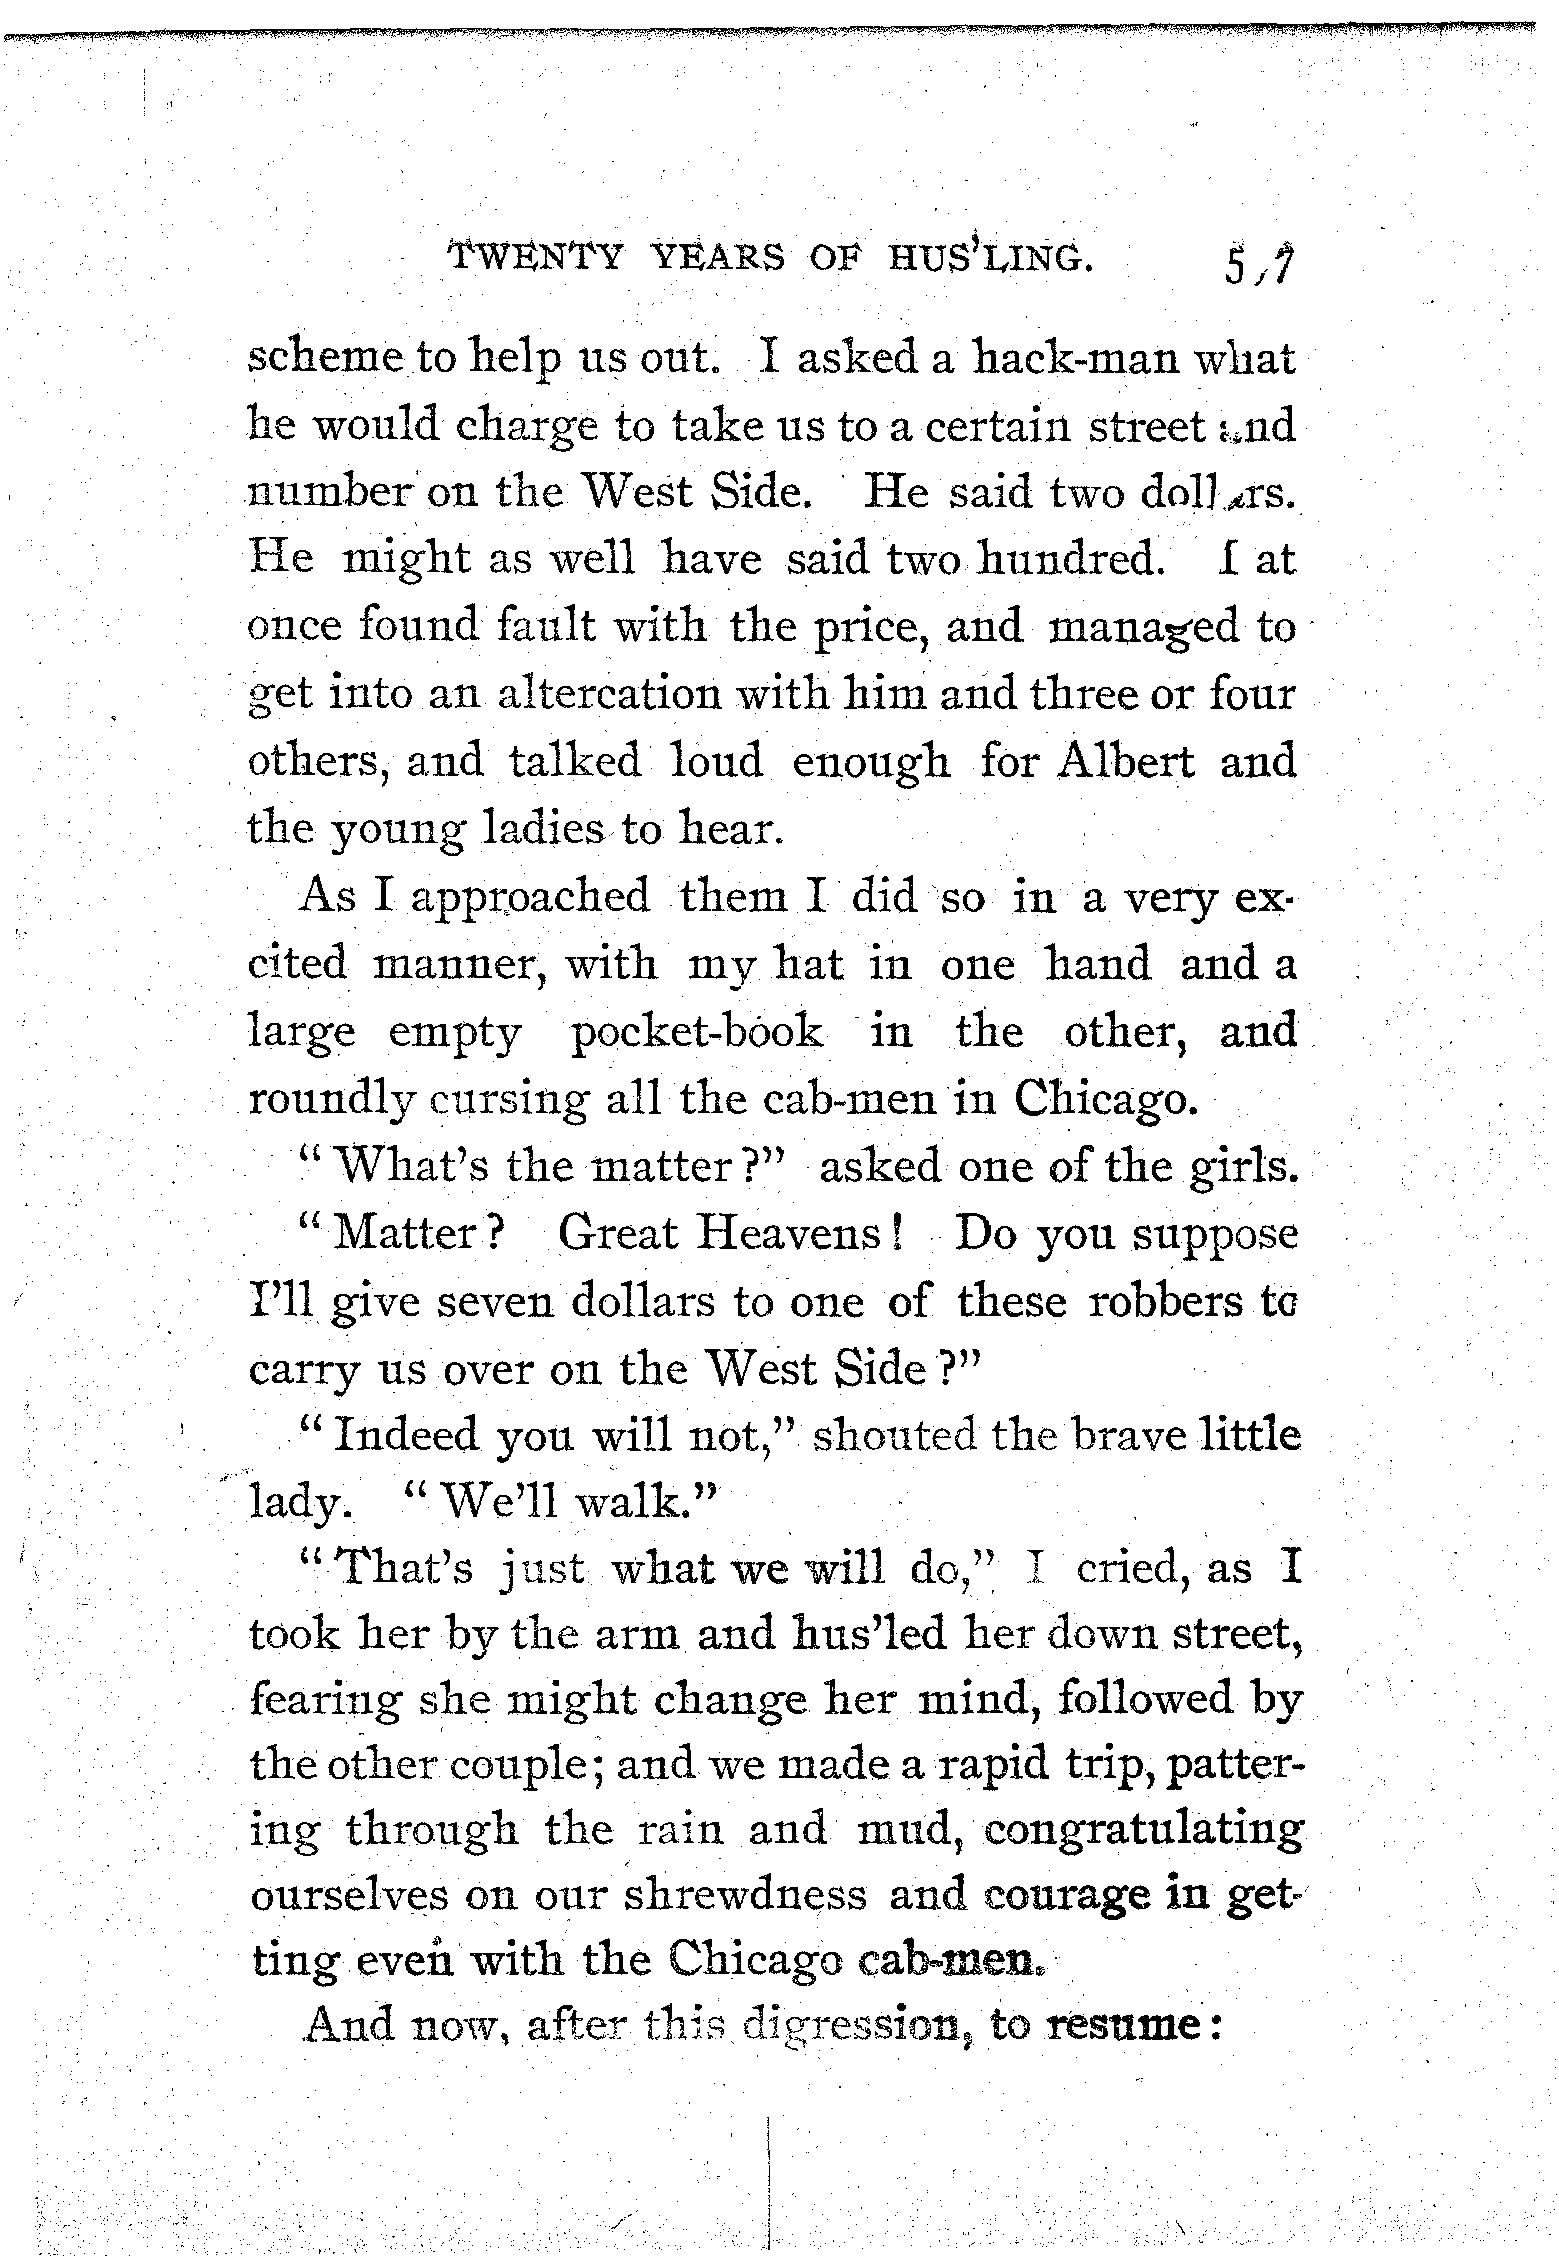 TWENTY YEARS OF HUS'LING.
scheme to help us out. I asked a hack-man what
he would charge to take us to a certain street and
number on the West Side. He said two dollars.
He might as well have said two hundred. I at
once found fault with the price, and managed to
get into an altercation with him and three or four
others, and talked loud enough for Albert and
the young ladies to hear.
As I approached them I did so in a very ex-
cited manner, with my hat in one hand and a
large empty pocket-book in the other, and
roundly cursing all the cab-men in Chicago.
"What's the matter?" asked one of the girls.
"Matter? Great Heavens! Do you suppose
I'll give seven dollars to one of these robbers to
carry us over on the West Side?"
"Indeed you will not," shouted the brave little
lady. "We'll walk."
"That's just what we will do," I cried, as I
took her by the arm and hus'led her down street,
fearing she might change her mind, followed by
the other couple; and we made a rapid trip, patter-
ing through the rain and mud, congratulating
ourselves on our shrewdness and courage in get-
ting even with the Chicago cab-men.
And now, after this digression, to resume: